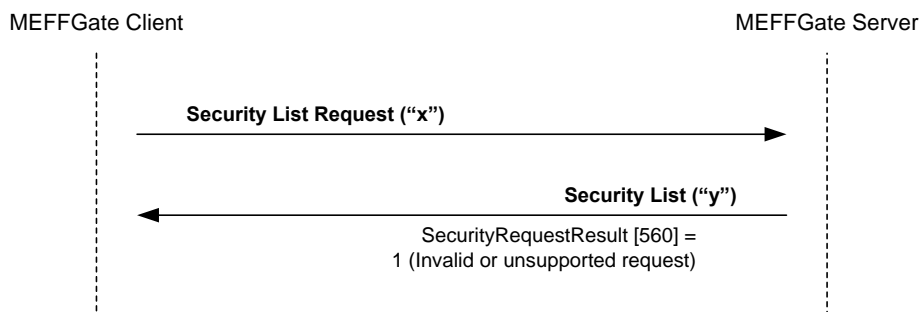 MEFFGate Client
MEFFGate Server
Security List Request (“x”)
Security List (“y”)
SecurityRequestResult [560] =
1 (Invalid or unsupported request)